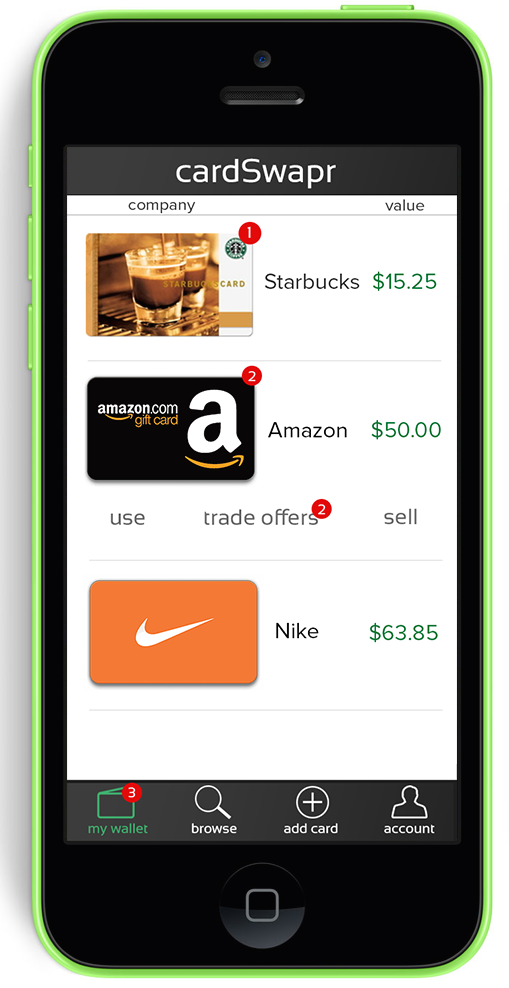 cardSwapr
company value
1
STARBUCKS CARD
Starbucks $15.25
2
amazon.com
gift card
a
Amazon $50.00
use trade offers 2 sell
Nike $63.85
3
my wallet browse add card account